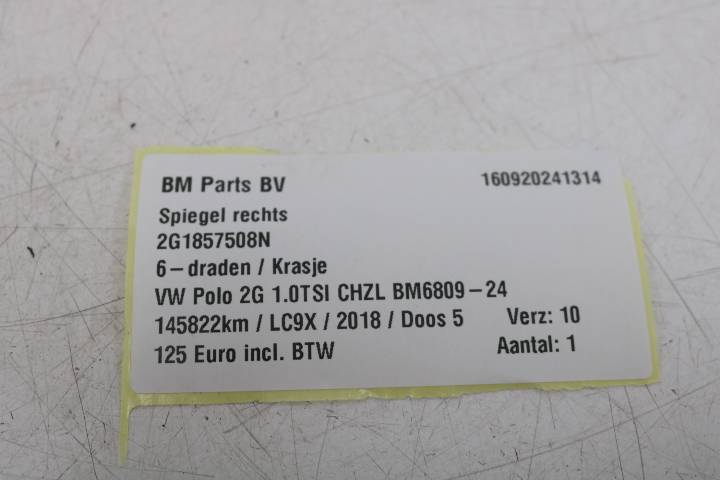 BM Parts BV 160920241314
Spiegel rechts
2G1857508N
6-draden / Krasje
VW Polo 2G 1.0TSI CHZL BM6809-24
145822km / LC9X / 2018 / Doos 5 Verz: 10
125 Euro incl. BTW Aantal: 1